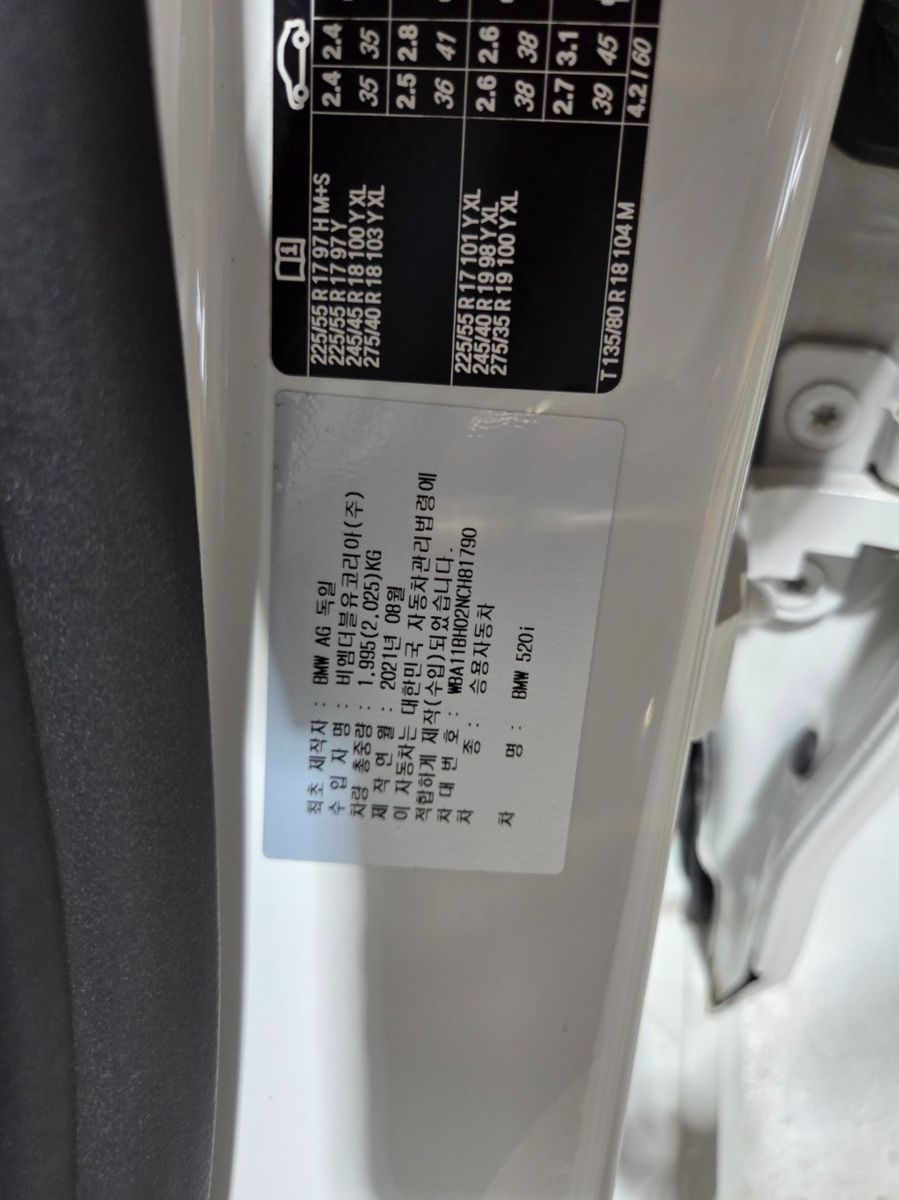 1
225/55 R 17 97 H M+S 2.4 2.4
225/55 R 17 97 Y 35 35
245/45 R 18 100 Y XL 2.5 2.8
275/40 R 18 103 Y XL 36 41
225/55 R 17 101 Y XL 2.6 2.6
245/40 R 19 98 Y XL 38 38
275/35 R 19 100 Y XL 2.7 3.1
39 45
T 135/80 R 18 104 M 4.2 / 60
최초 제작자 : BMW AG 독일
수 입 자 명 : 비엠더블유코리아(주)
차량 총중량 : 1,995(2,025)KG
제 작 연 월 : 2021년 08월
이 자동차는 대한민국 자동차관리법령에
적합하게 제작(수입)되었습니다.
차 대 번 호 : WBA11BH02NCH81790
차 종 : 승용자동차
차 명 : BMW 520i